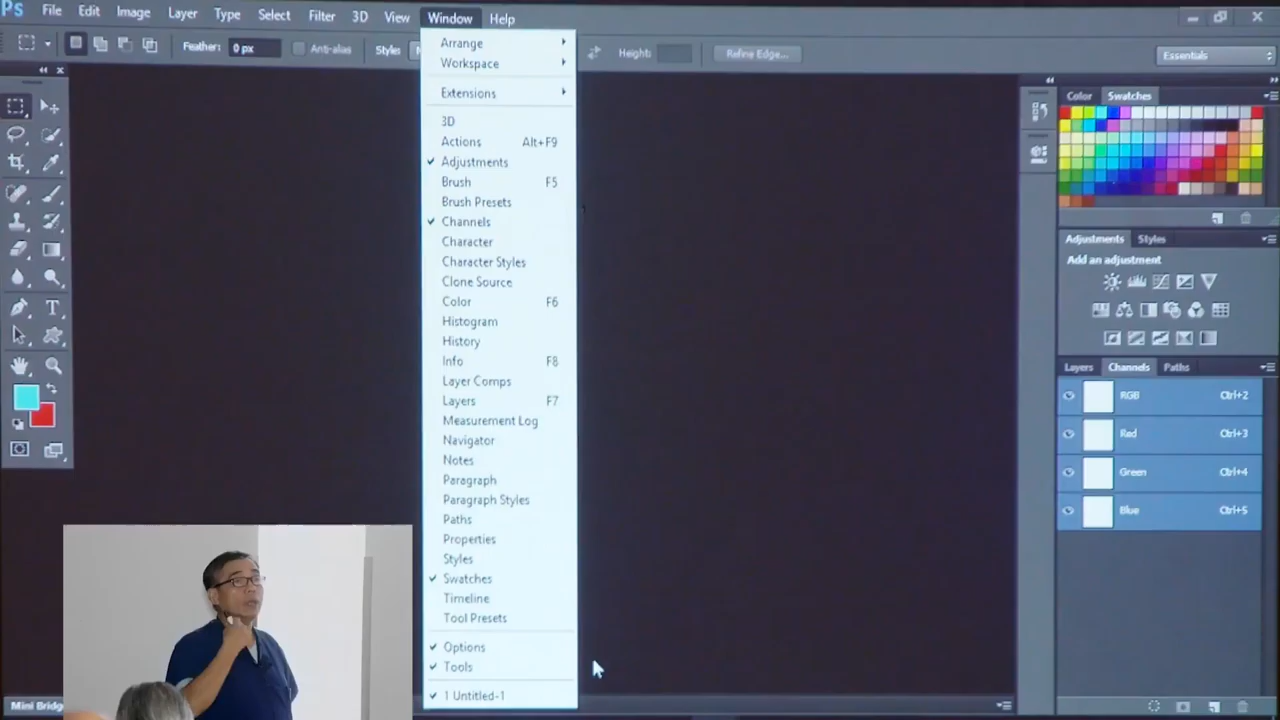 Ps File Edit Image Layer Type Select Filter 3D View Window Help
Feather: 0 px Anti-alias Style: Height: Refine Edge... Essentials
Arrange
Workspace
Extensions
3D
Actions Alt+F9
Adjustments
Brush F5
Brush Presets
Channels
Character
Character Styles
Clone Source
Color F6
Histogram
History
Info F8
Layer Comps
Layers F7
Measurement Log
Navigator
Notes
Paragraph
Paragraph Styles
Paths
Properties
Styles
Swatches
Timeline
Tool Presets
Options
Tools
1 Untitled-1
Color Swatches
Adjustments Styles
Add an adjustment
Layers Channels Paths
RGB Ctrl+2
Red Ctrl+3
Green Ctrl+4
Blue Ctrl+5
Mini Bridge